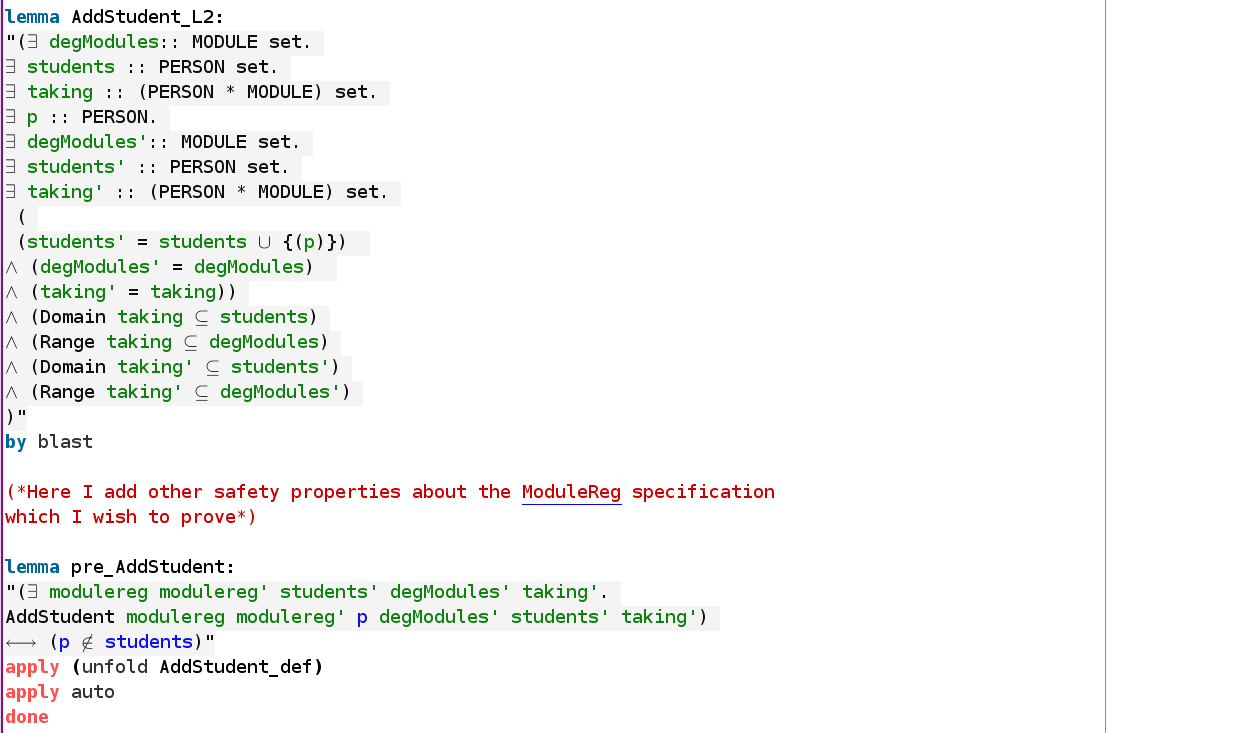 lemma AddStudent_L2:
"(∃ degModules:: MODULE set.
∃ students :: PERSON set.
∃ taking :: (PERSON * MODULE) set.
∃ p :: PERSON.
∃ degModules':: MODULE set.
∃ students' :: PERSON set.
∃ taking' :: (PERSON * MODULE) set.
(
(students' = students ∪ {(p)})
∧ (degModules' = degModules)
∧ (taking' = taking))
∧ (Domain taking ⊆ students)
∧ (Range taking ⊆ degModules)
∧ (Domain taking' ⊆ students')
∧ (Range taking' ⊆ degModules')
)"
by blast
(*Here I add other safety properties about the ModuleReg specification
which I wish to prove*)
lemma pre_AddStudent:
"(∃ modulereg modulereg' students' degModules' taking'.
AddStudent modulereg modulereg' p degModules' students' taking')
⟷ (p ∉ students)"
apply (unfold AddStudent_def)
apply auto
done